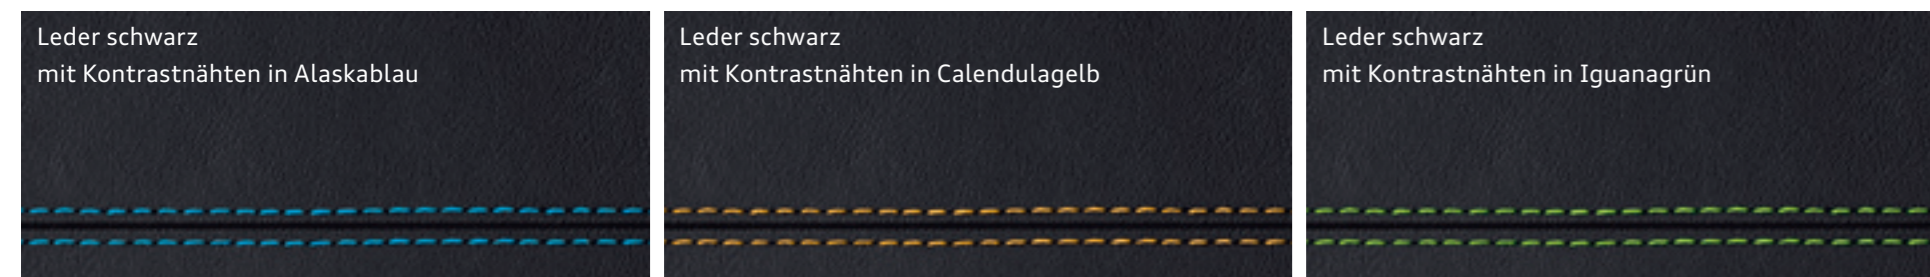 Leder schwarz
mit Kontrastnähten in Alaskablau
Leder schwarz
mit Kontrastnähten in Calendulagelb
Leder schwarz
mit Kontrastnähten in Iguanagrün